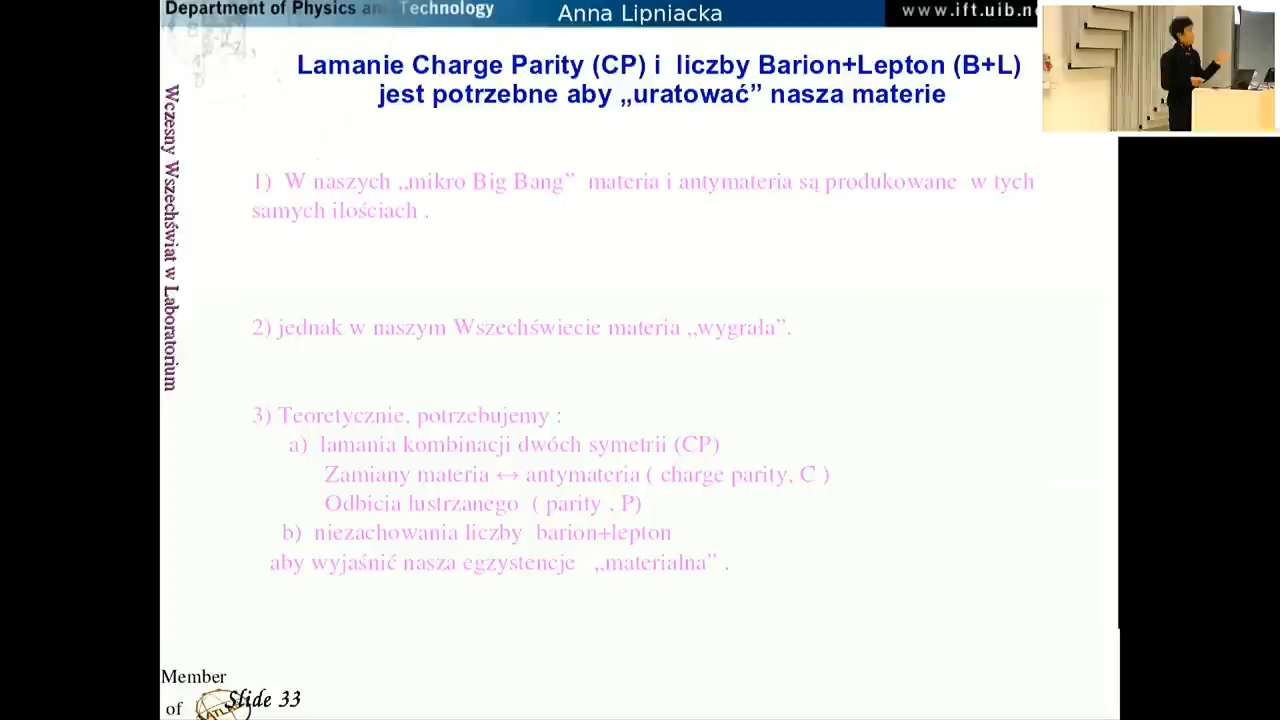 Department of Physics and Technology
Anna Lipniacka
www.ift.uib.no
Lamanie Charge Parity (CP) i liczby Barion+Lepton (B+L)
jest potrzebne aby „uratować” nasza materie
Wczesny Wszechświat w Laboratorium
1) W naszych „mikro Big Bang” materia i antymateria są produkowane w tych
samych ilościach .
2) jednak w naszym Wszechświecie materia „wygrała”.
3) Teoretycznie, potrzebujemy :
a) lamania kombinacji dwóch symetrii (CP)
Zamiany materia ↔ antymateria ( charge parity, C )
Odbicia lustrzanego ( parity , P)
b) niezachowania liczby barion+lepton
aby wyjaśnić nasza egzystencje „materialna” .
Member
of
Slide 33